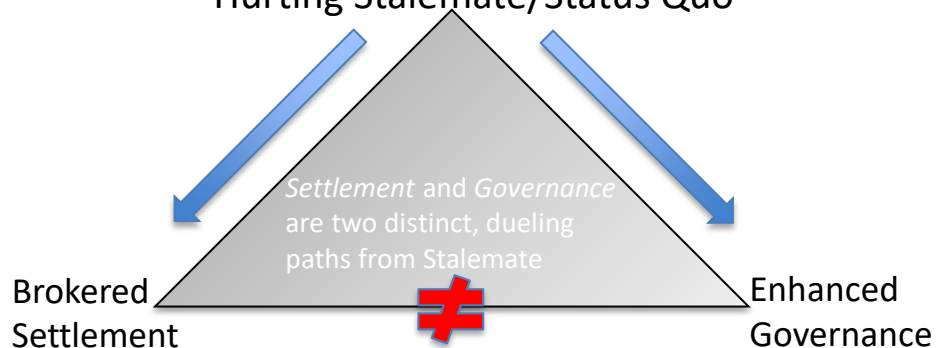 Hurting Stalemate/Status Quo
Settlement and Governance
are two distinct, dueling
paths from Stalemate
Brokered
Settlement
≠
Enhanced
Governance